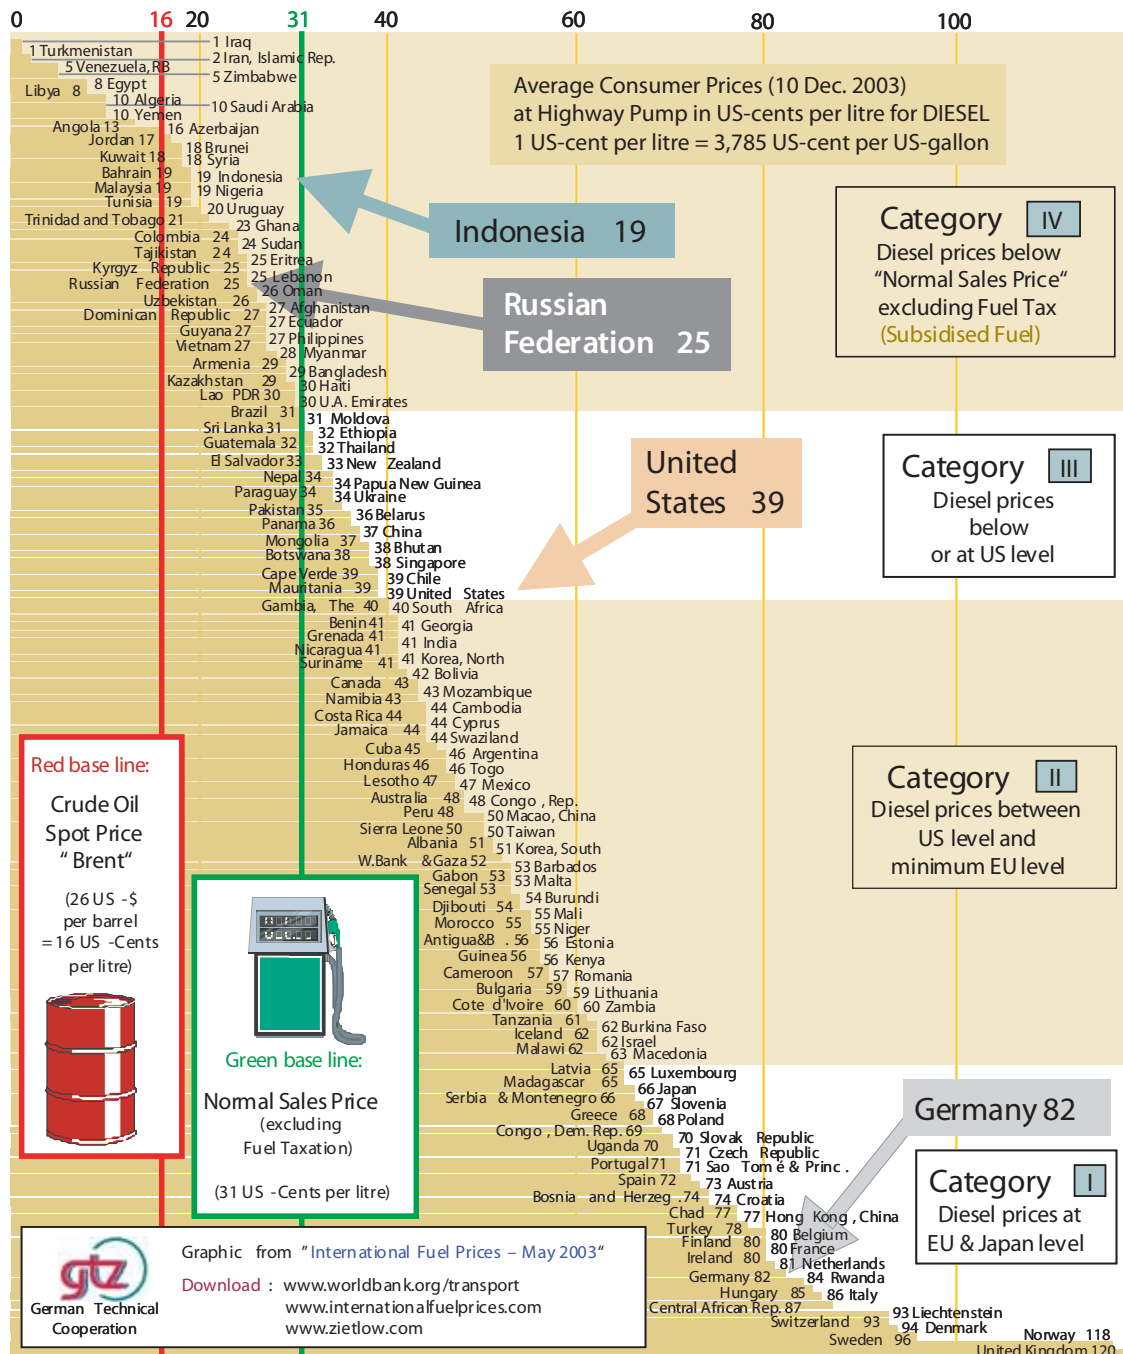 0 16 20 31 40 60 80 100
1 Iraq
1 Turkmenistan
2 Iran, Islamic Rep.
5 Venezuela, RB
5 Zimbabwe
8 Egypt
Libya 8
10 Algeria
10 Saudi Arabia
10 Yemen
Angola 13
16 Azerbaijan
Jordan 17
18 Brunei
Kuwait 18
18 Syria
Bahrain 19
19 Indonesia
Malaysia 19
19 Nigeria
Tunisia 19
20 Uruguay
Trinidad and Tobago 21
23 Ghana
Colombia 24
24 Sudan
Tajikistan 24
25 Eritrea
Kyrgyz Republic 25
25 Lebanon
Russian Federation 25
26 Oman
Uzbekistan 26
27 Afghanistan
Dominican Republic 27
27 Ecuador
Guyana 27
27 Philippines
Vietnam 27
28 Myanmar
Armenia 29
29 Bangladesh
Kazakhstan 29
30 Haiti
Lao PDR 30
30 U.A. Emirates
Brazil 31
31 Moldova
Sri Lanka 31
32 Ethiopia
Guatemala 32
32 Thailand
El Salvador 33
33 New Zealand
Nepal 34
34 Papua New Guinea
Paraguay 34
34 Ukraine
Pakistan 35
36 Belarus
Panama 36
37 China
Mongolia 37
38 Bhutan
Botswana 38
38 Singapore
Cape Verde 39
39 Chile
Mauritania 39
39 United States
Gambia, The 40
40 South Africa
Benin 41
41 Georgia
Grenada 41
41 India
Nicaragua 41
41 Korea, North
Suriname 41
42 Bolivia
Canada 43
43 Mozambique
Namibia 43
44 Cambodia
Costa Rica 44
44 Cyprus
Jamaica 44
44 Swaziland
Cuba 45
46 Argentina
Honduras 46
46 Togo
Lesotho 47
47 Mexico
Australia 48
48 Congo , Rep.
Peru 48
50 Macao, China
Sierra Leone 50
50 Taiwan
Albania 51
51 Korea, South
W.Bank &Gaza 52
53 Barbados
Gabon 53
53 Malta
Senegal 53
54 Burundi
Djibouti 54
55 Mali
Morocco 55
55 Niger
Antigua&B . 56
56 Estonia
Guinea 56
56 Kenya
Cameroon 57
57 Romania
Bulgaria 59
59 Lithuania
Cote d'Ivoire 60
60 Zambia
Tanzania 61
62 Burkina Faso
Iceland 62
62 Israel
Malawi 62
63 Macedonia
Latvia 65
65 Luxembourg
Madagascar 65
66 Japan
Serbia & Montenegro 66
67 Slovenia
Greece 68
68 Poland
Congo , Dem. Rep. 69
70 Slovak Republic
Uganda 70
71 Czech Republic
Portugal 71
71 Sao Tomé & Princ .
Spain 72
73 Austria
Bosnia and Herzeg . 74
74 Croatia
Chad 77
77 Hong Kong , China
Turkey 78
80 Belgium
Finland 80
80 France
Ireland 80
81 Netherlands
Germany 82
84 Rwanda
Hungary 85
86 Italy
Central African Rep. 87
93 Liechtenstein
Switzerland 93
94 Denmark
Sweden 96
Norway 118
United Kingdom 120
Average Consumer Prices (10 Dec. 2003)
at Highway Pump in US-cents per litre for DIESEL
1 US-cent per litre = 3,785 US-cent per US-gallon
Indonesia 19
Russian
Federation 25
United
States 39
Germany 82
Category IV
Diesel prices below
“Normal Sales Price“
excluding Fuel Tax
(Subsidised Fuel)
Category III
Diesel prices
below
or at US level
Category II
Diesel prices between
US level and
minimum EU level
Category I
Diesel prices at
EU & Japan level
Red base line:
Crude Oil
Spot Price
“ Brent“
(26 US -$
per barrel
= 16 US -Cents
per litre)
Green base line:
Normal Sales Price
(excluding
Fuel Taxation)
(31 US -Cents per litre)
gtz
German Technical
Cooperation
Graphic from "International Fuel Prices – May 2003“
Download : www.worldbank.org/transport
www.internationalfuelprices.com
www.zietlow.com